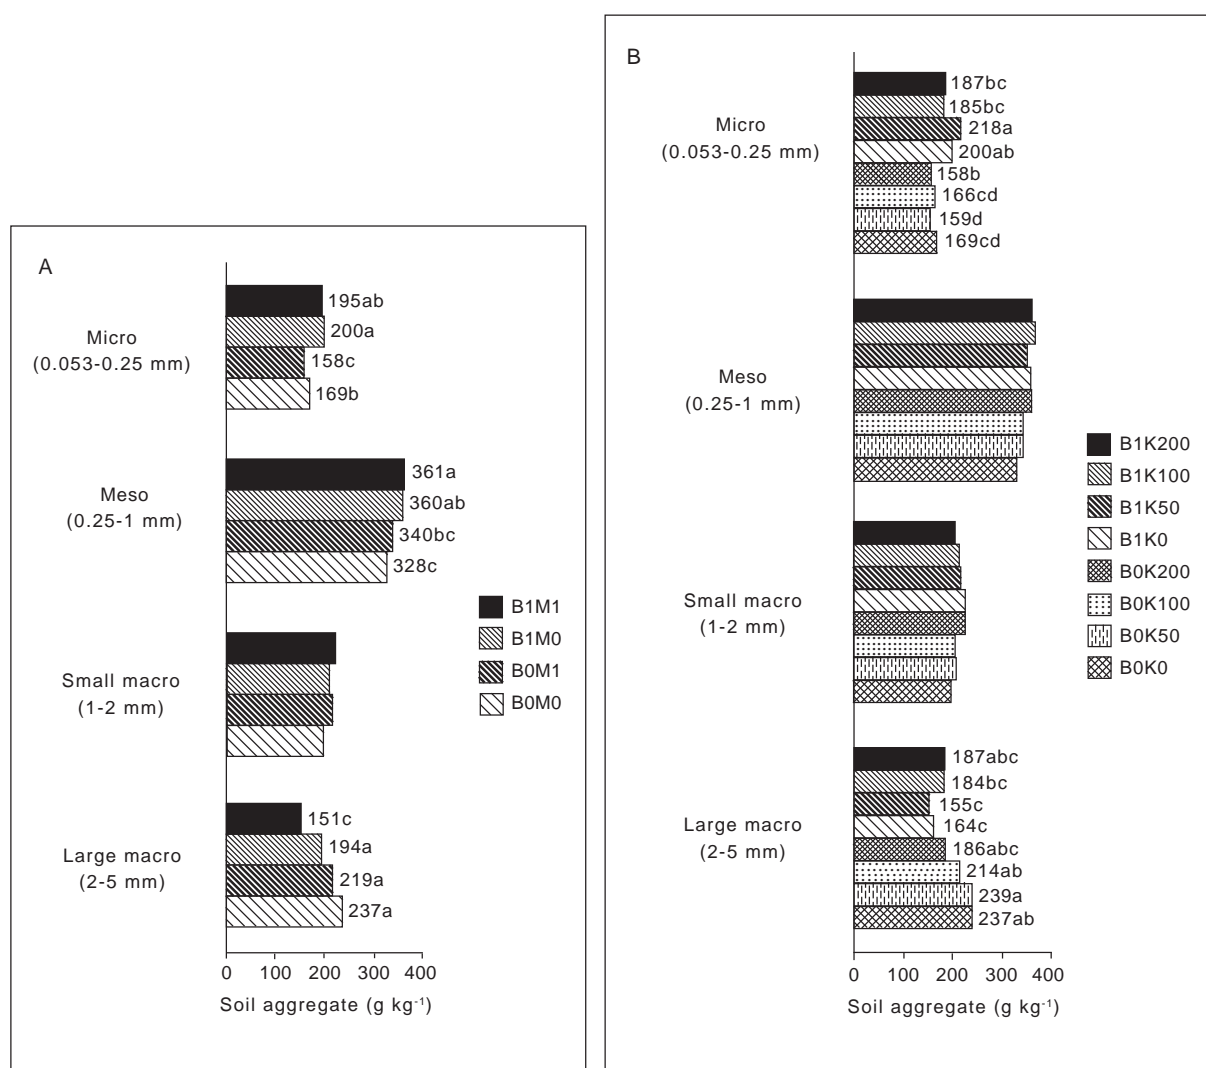 A
Micro
(0.053-0.25 mm)
195ab
200a
158c
169b
Meso
(0.25-1 mm)
361a
360ab
340bc
328c
Small macro
(1-2 mm)
Large macro
(2-5 mm)
151c
194a
219a
237a
0 100 200 300 400
Soil aggregate (g kg⁻¹)
B1M1
B1M0
B0M1
B0M0
B
Micro
(0.053-0.25 mm)
187bc
185bc
218a
200ab
158b
166cd
159d
169cd
Meso
(0.25-1 mm)
Small macro
(1-2 mm)
Large macro
(2-5 mm)
187abc
184bc
155c
164c
186abc
214ab
239a
237ab
0 100 200 300 400
Soil aggregate (g kg⁻¹)
B1K200
B1K100
B1K50
B1K0
B0K200
B0K100
B0K50
B0K0